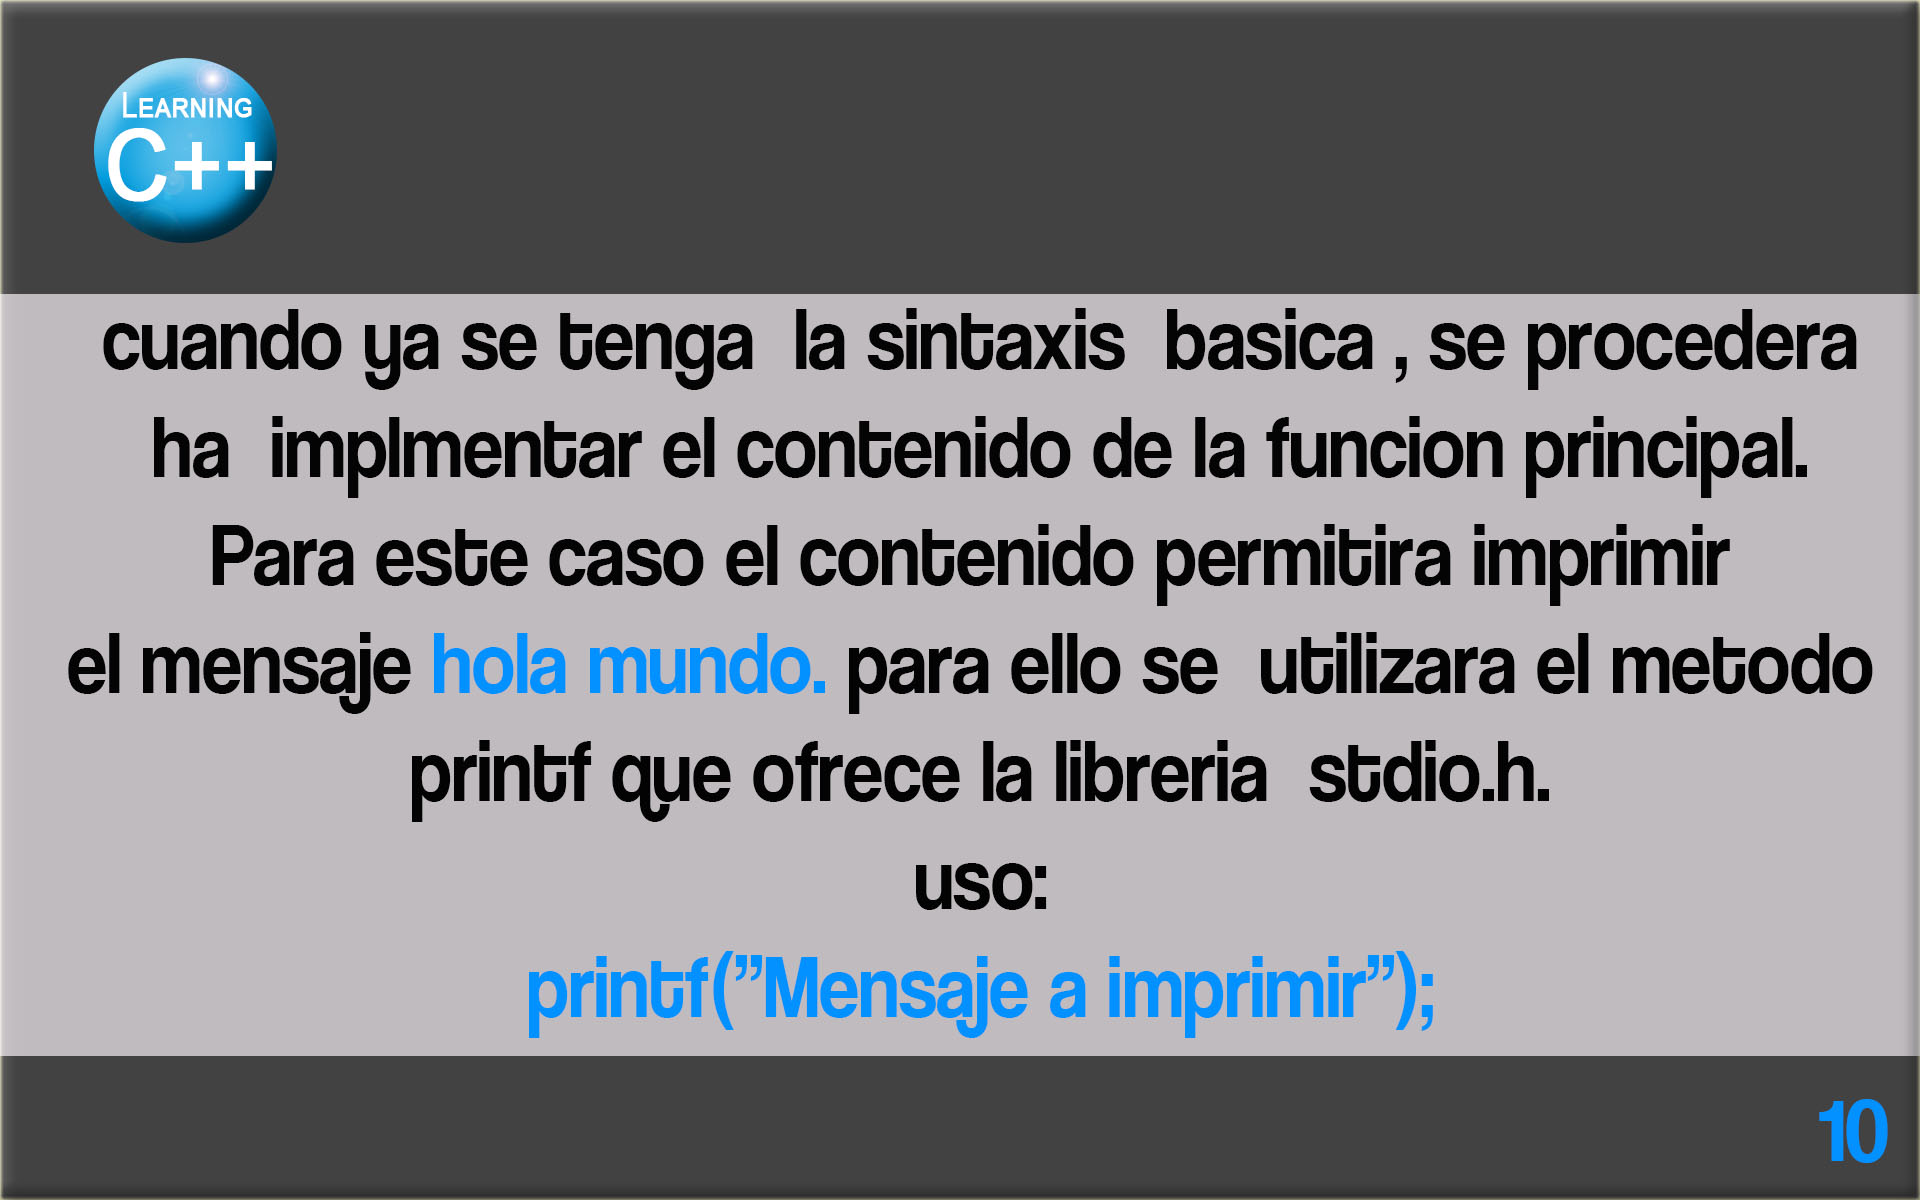 LEARNING
C++
cuando ya se tenga la sintaxis basica , se procedera
ha implmentar el contenido de la funcion principal.
Para este caso el contenido permitira imprimir
el mensaje hola mundo. para ello se utilizara el metodo
printf que ofrece la libreria stdio.h.
uso:
printf(”Mensaje a imprimir”);
10